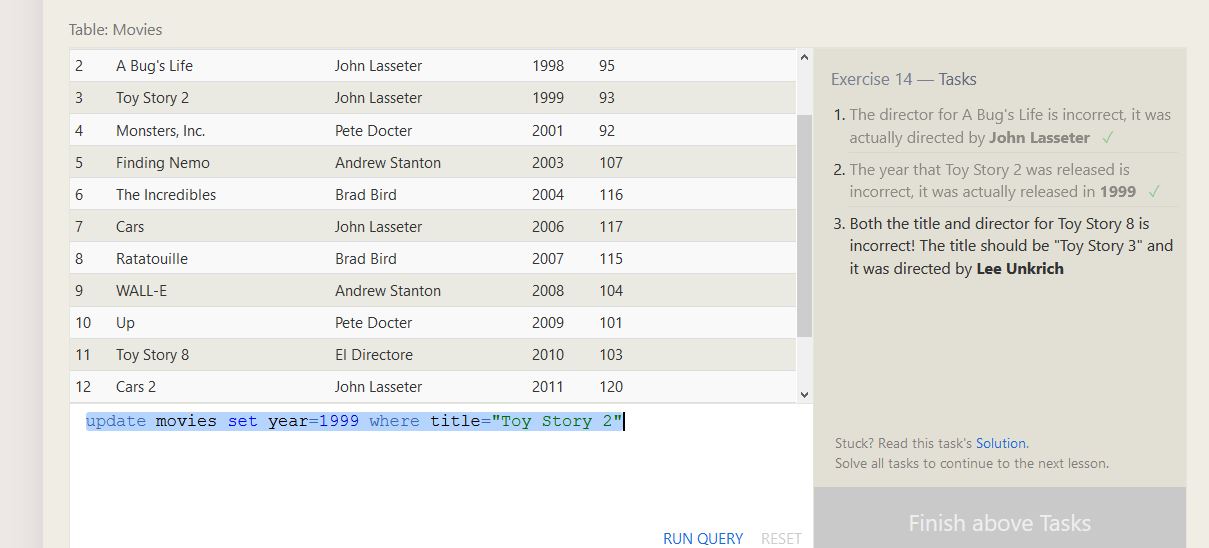 Table: Movies
2 A Bug's Life John Lasseter 1998 95
3 Toy Story 2 John Lasseter 1999 93
4 Monsters, Inc. Pete Docter 2001 92
5 Finding Nemo Andrew Stanton 2003 107
6 The Incredibles Brad Bird 2004 116
7 Cars John Lasseter 2006 117
8 Ratatouille Brad Bird 2007 115
9 WALL-E Andrew Stanton 2008 104
10 Up Pete Docter 2009 101
11 Toy Story 8 El Directore 2010 103
12 Cars 2 John Lasseter 2011 120
update movies set year=1999 where title="Toy Story 2"
RUN QUERY RESET
Exercise 14 — Tasks
1. The director for A Bug's Life is incorrect, it was
actually directed by John Lasseter ✓
2. The year that Toy Story 2 was released is
incorrect, it was actually released in 1999 ✓
3. Both the title and director for Toy Story 8 is
incorrect! The title should be "Toy Story 3" and
it was directed by Lee Unkrich
Stuck? Read this task's Solution.
Solve all tasks to continue to the next lesson.
Finish above Tasks